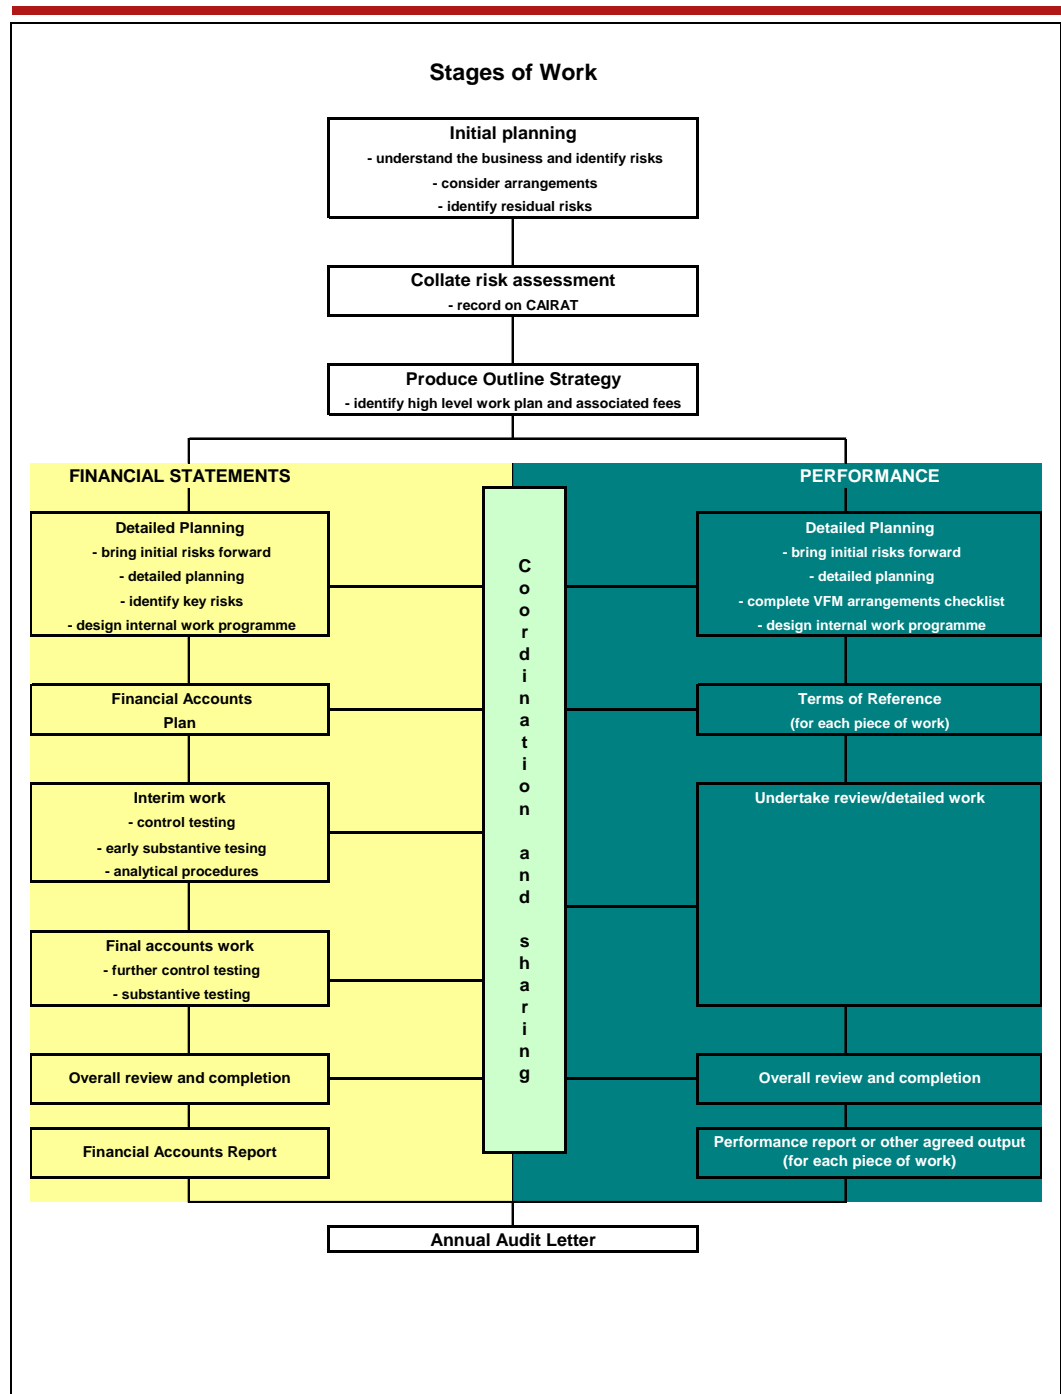 Stages of Work
Initial planning
- understand the business and identify risks
- consider arrangements
- identify residual risks
Collate risk assessment
- record on CAIRAT
Produce Outline Strategy
- identify high level work plan and associated fees
FINANCIAL STATEMENTS
Detailed Planning
- bring initial risks forward
- detailed planning
- identify key risks
- design internal work programme
Financial Accounts
Plan
Interim work
- control testing
- early substantive tesing
- analytical procedures
Final accounts work
- further control testing
- substantive testing
Overall review and completion
Financial Accounts Report
Coordination and sharing
PERFORMANCE
Detailed Planning
- bring initial risks forward
- detailed planning
- complete VFM arrangements checklist
- design internal work programme
Terms of Reference
(for each piece of work)
Undertake review/detailed work
Overall review and completion
Performance report or other agreed output
(for each piece of work)
Annual Audit Letter